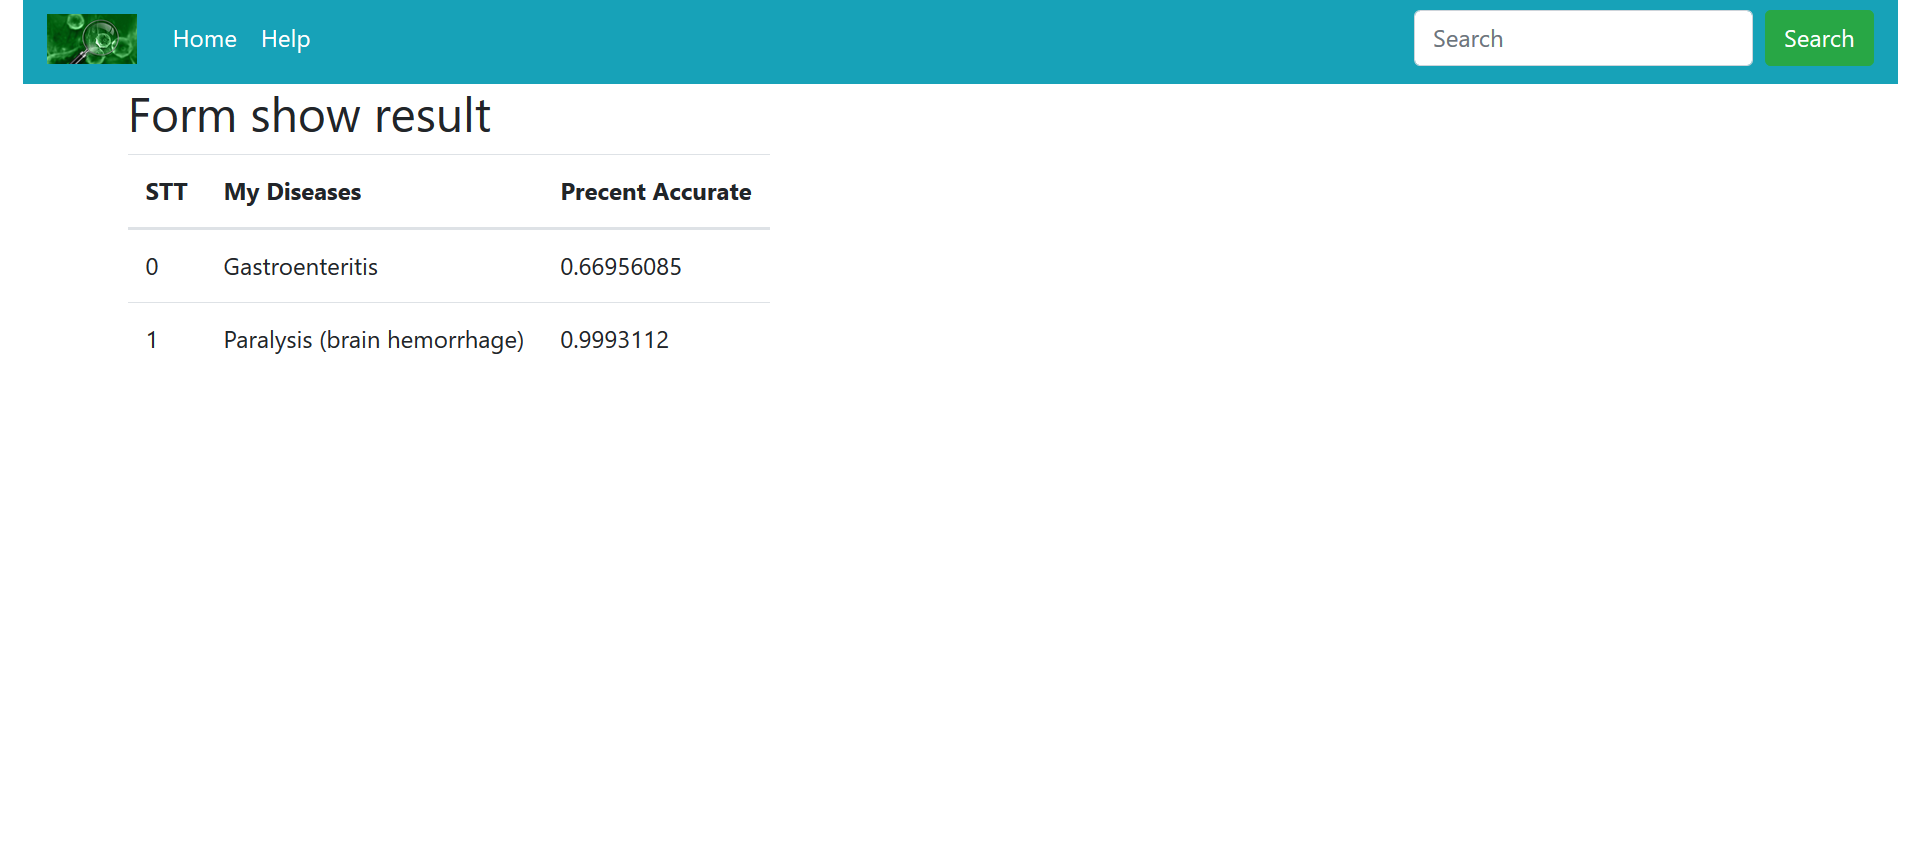 Home Help Search Search
Form show result
STT My Diseases Precent Accurate
0 Gastroenteritis 0.66956085
1 Paralysis (brain hemorrhage) 0.9993112